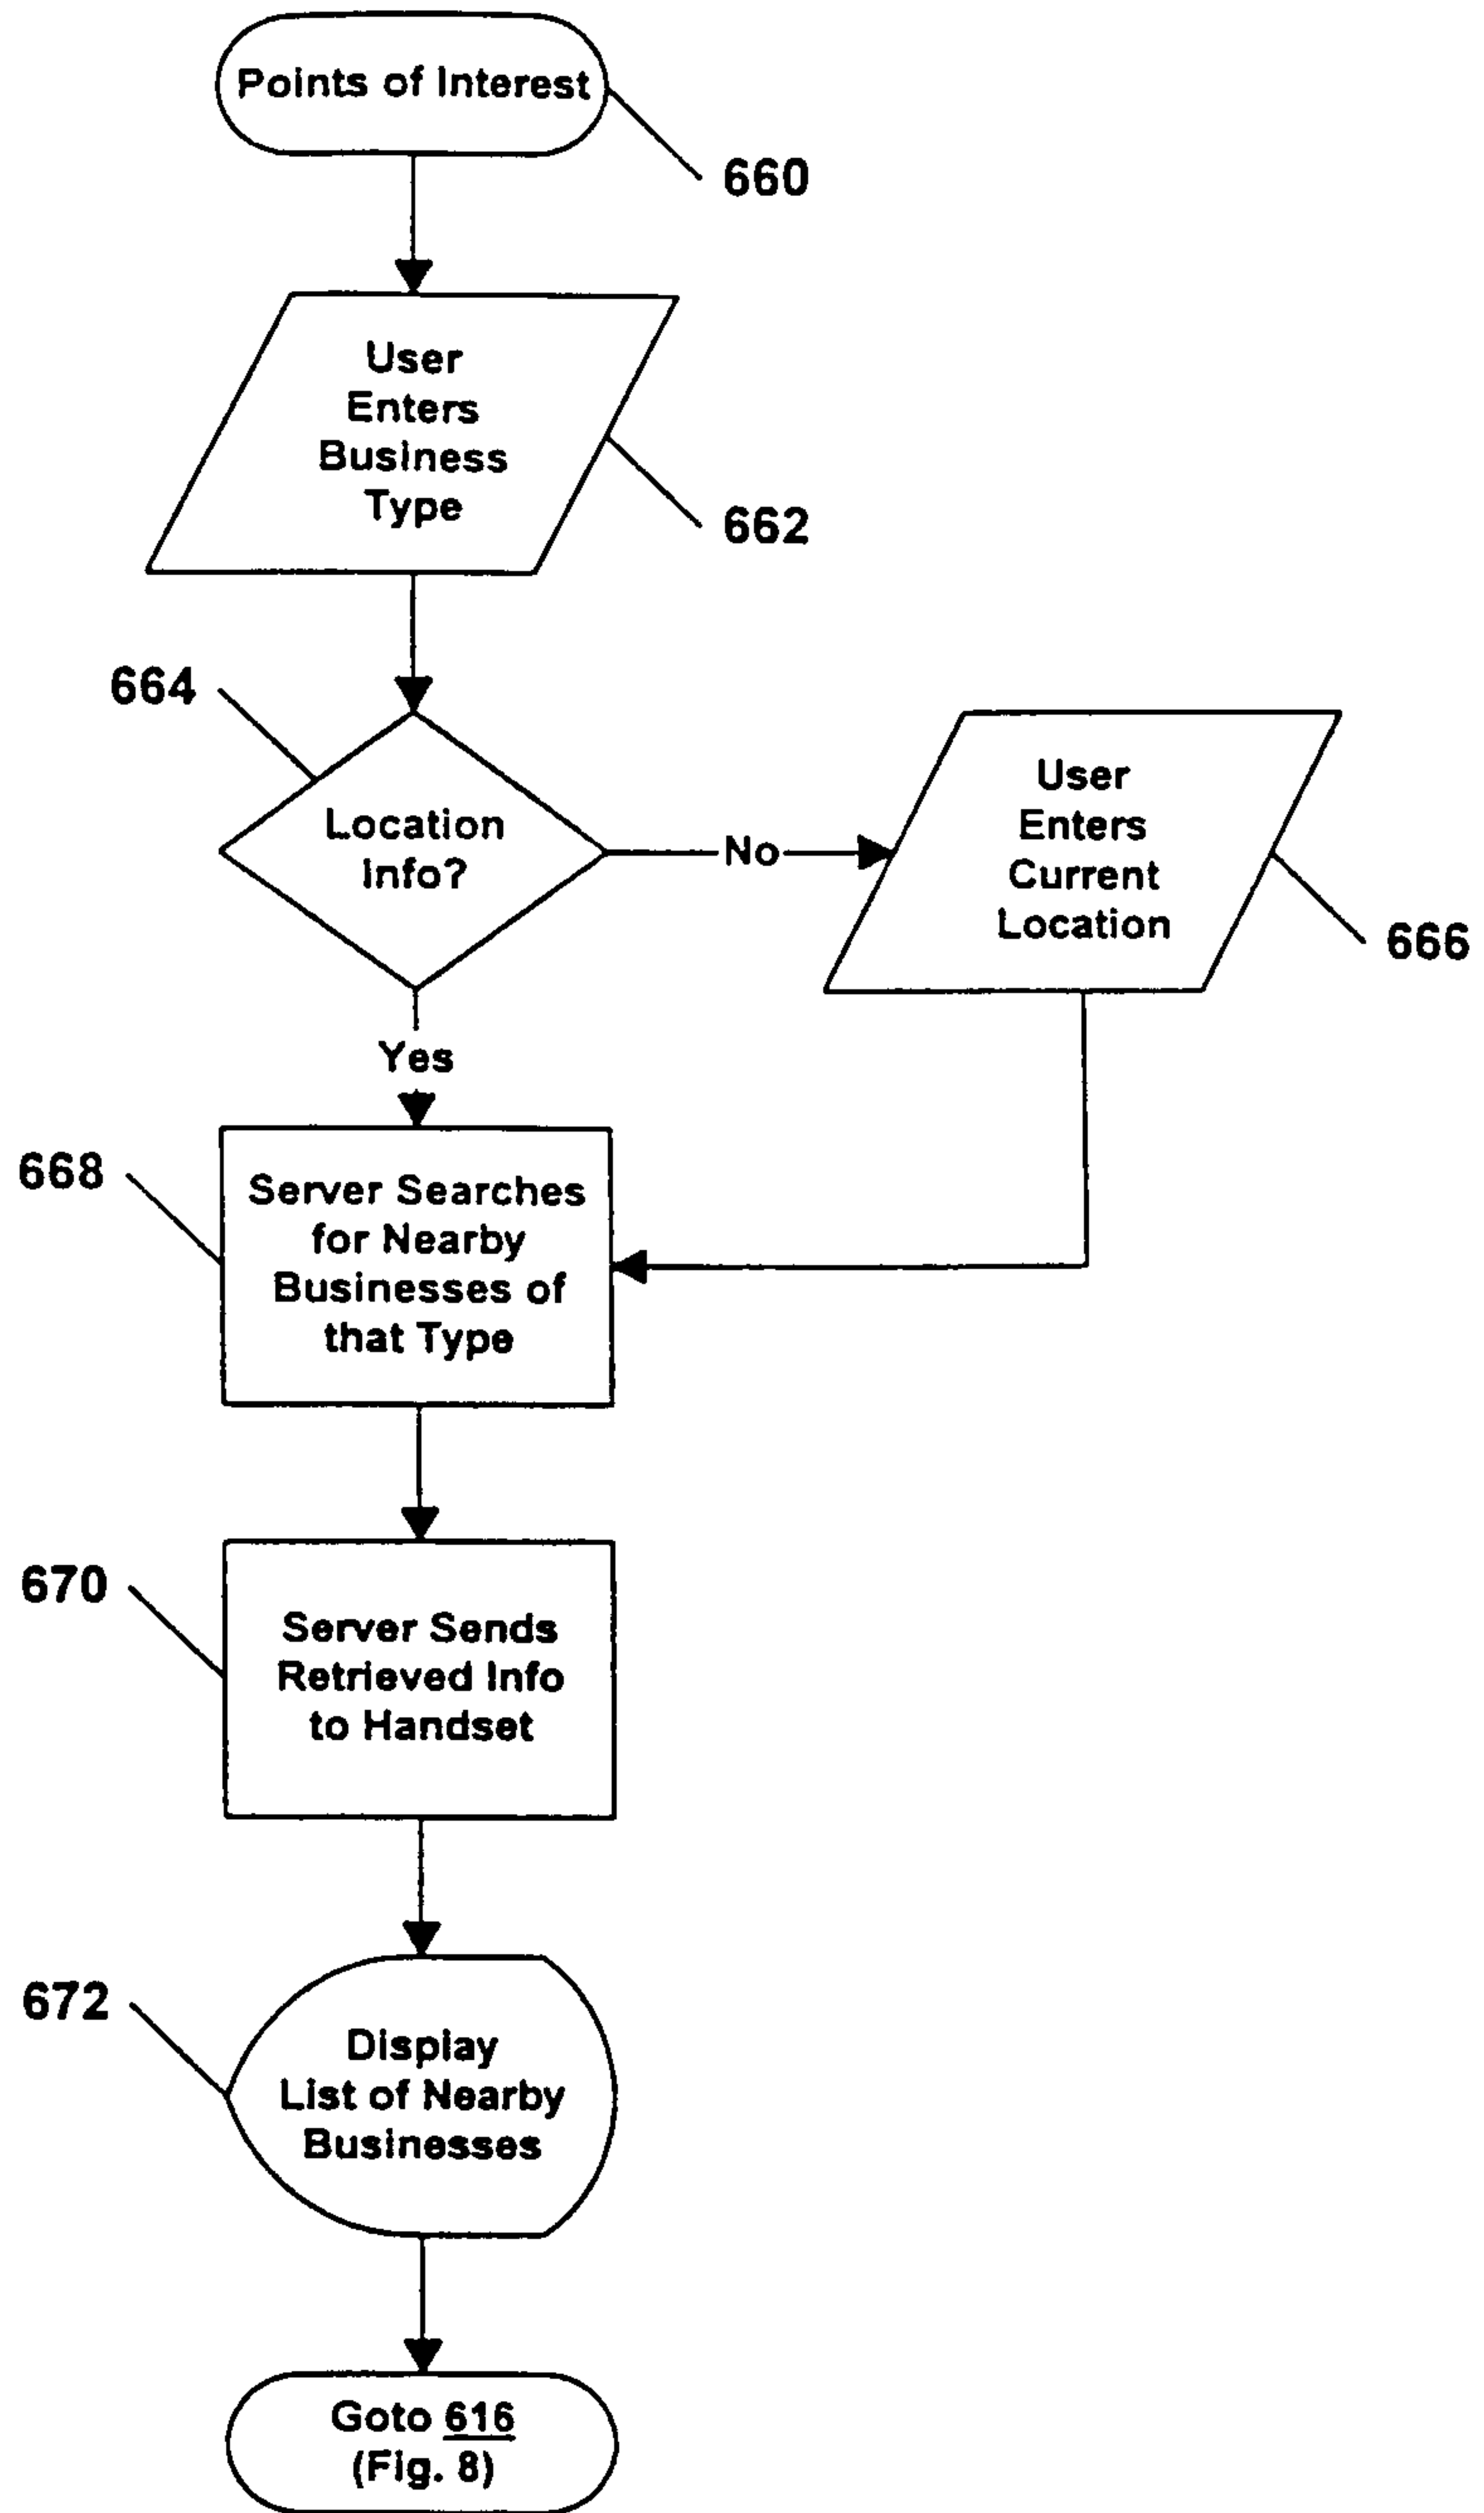 Points of Interest
660
User
Enters
Business
Type
662
664
Location
Info?
No
User
Enters
Current
Location
666
Yes
668
Server Searches
for Nearby
Businesses of
that Type
670
Server Sends
Retrieved Info
to Handset
672
Display
List of Nearby
Businesses
Goto 616
(Fig. 8)